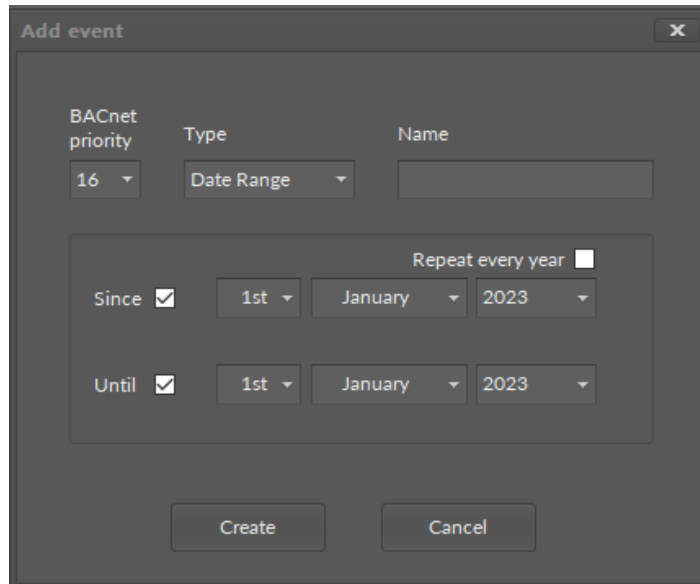 Add event
BACnet
priority
Type
Name
16
Date Range
Repeat every year
Since
1st
January
2023
Until
1st
January
2023
Create
Cancel